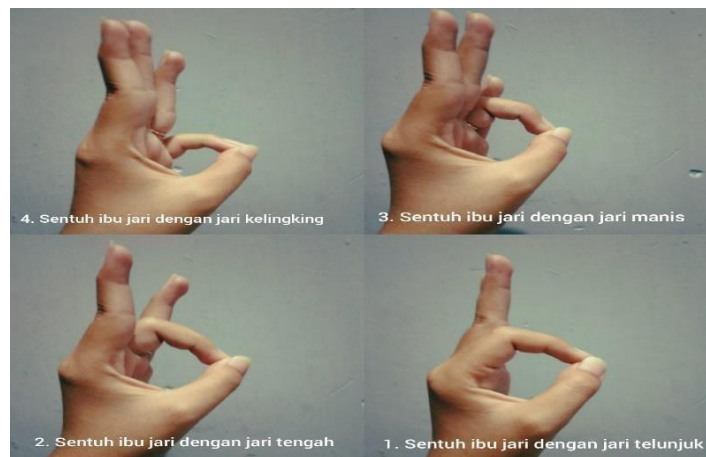 4. Sentuh ibu jari dengan jari kelingking
3. Sentuh ibu jari dengan jari manis
2. Sentuh ibu jari dengan jari tengah
1. Sentuh ibu jari dengan jari telunjuk